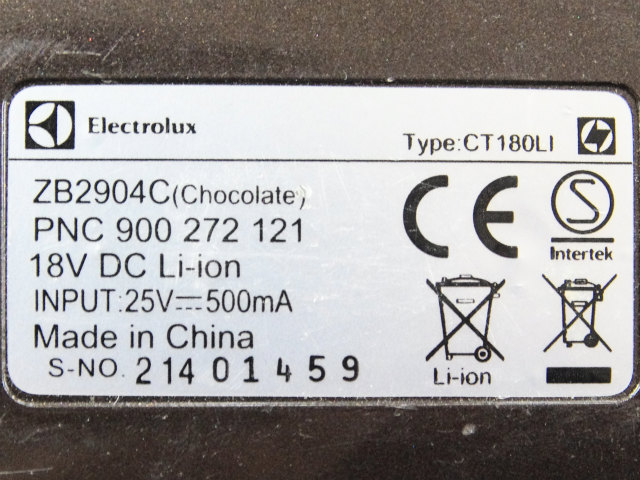 Electrolux
Type:CT180LI
ZB2904C(Chocolate)
PNC 900 272 121
18V DC Li-ion
INPUT:25V⎓500mA
Made in China
S-NO. 21401459
CE
S
Intertek
Li-ion